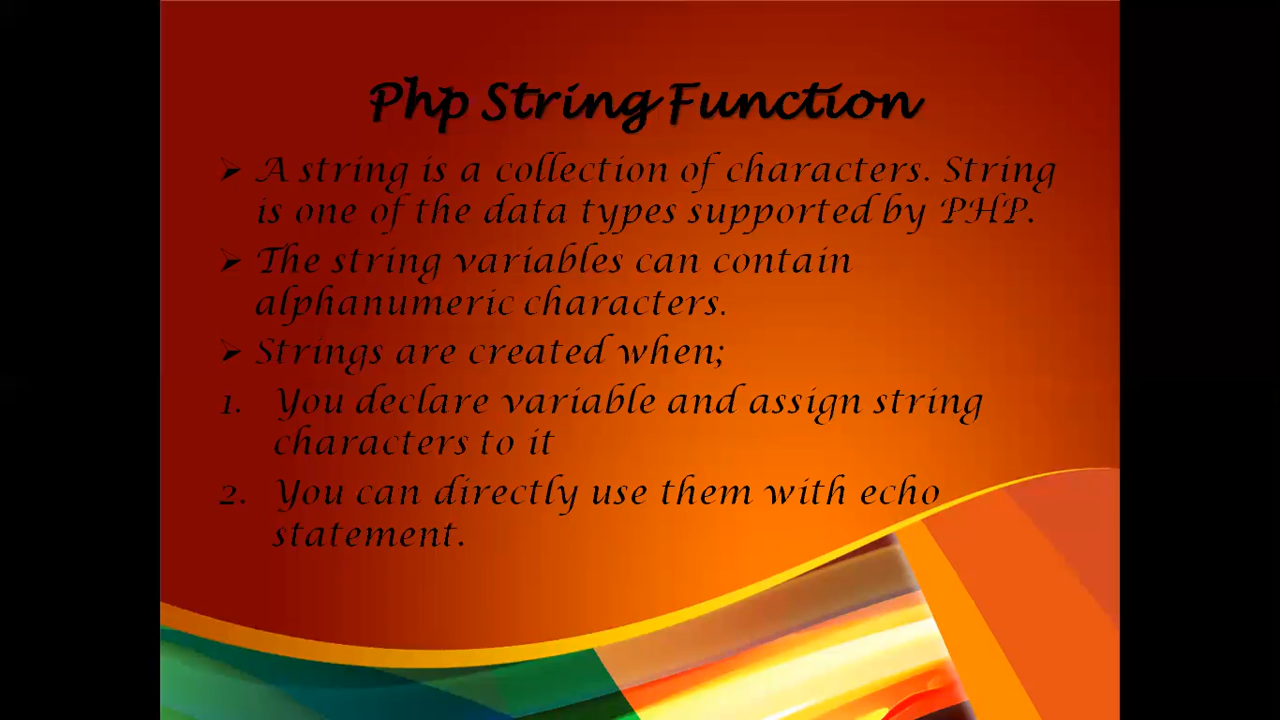 Php String Function
➢ A string is a collection of characters. String
is one of the data types supported by PHP.
➢ The string variables can contain
alphanumeric characters.
➢ Strings are created when;
1. You declare variable and assign string
characters to it
2. You can directly use them with echo
statement.